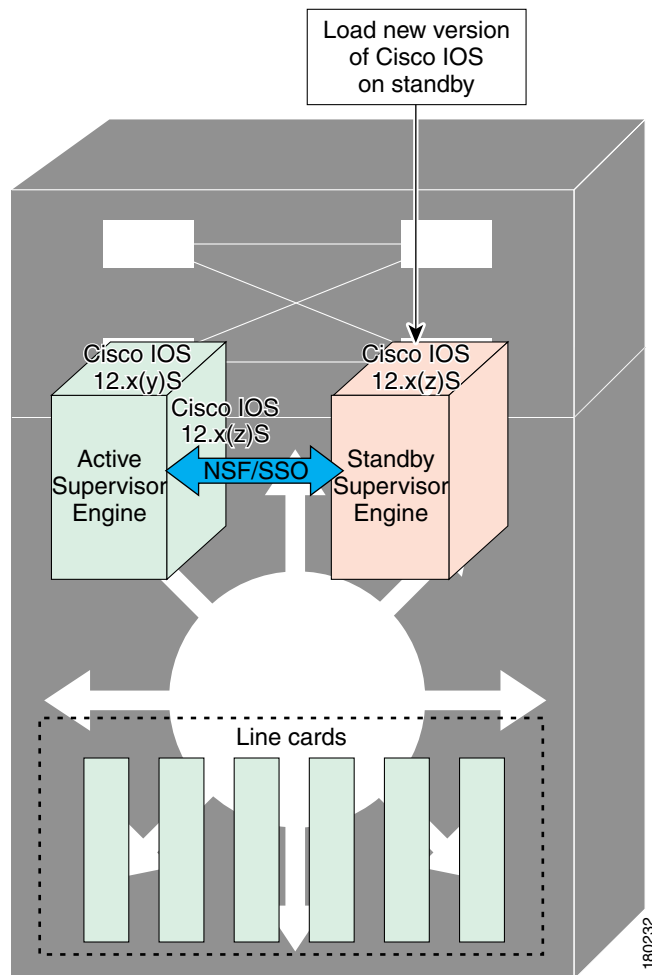 Load new version
of Cisco IOS
on standby
Cisco IOS
12.x(y)S
Cisco IOS
12.x(z)S
Cisco IOS
12.x(z)S
Active
Supervisor
Engine
NSF/SSO
Standby
Supervisor
Engine
Line cards
180232